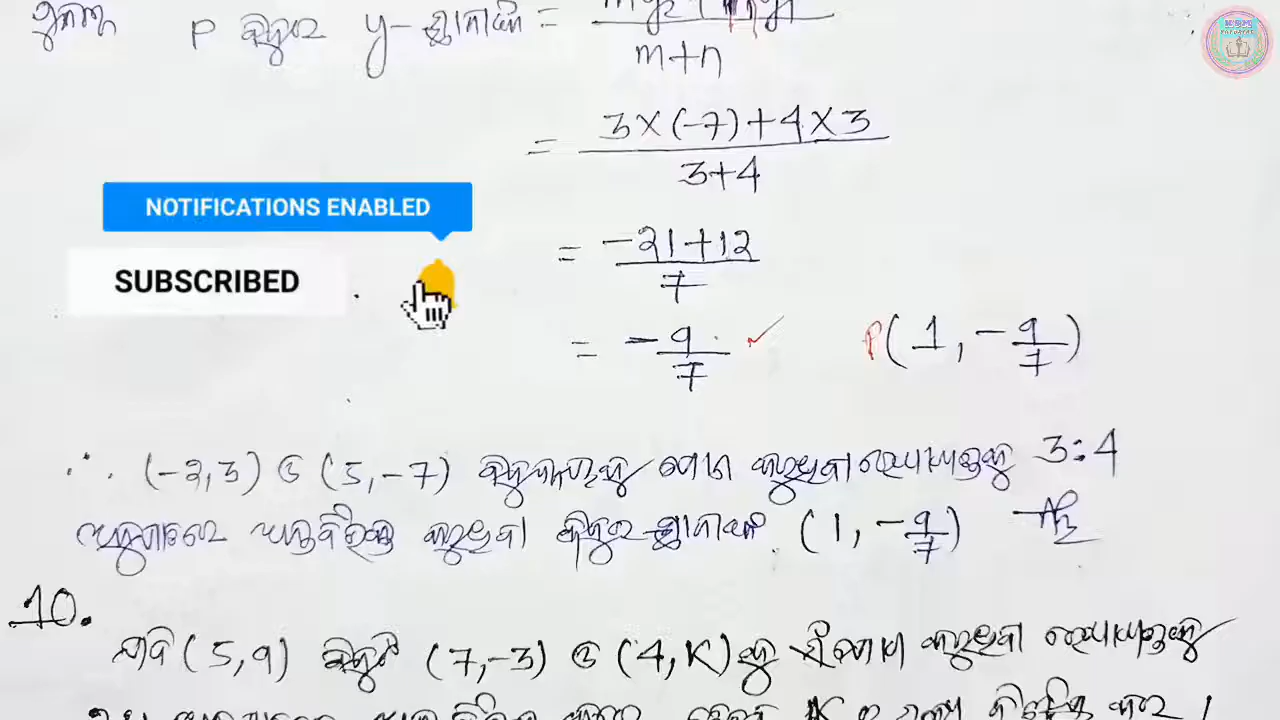 P ବିନ୍ଦୁର y-ସ୍ଥାନାଙ୍କ =
m+n
= 3×(-7)+4×3
3+4
= -21+12
7
= -9
7
P(1, -9/7)
NOTIFICATIONS ENABLED
SUBSCRIBED
∴ (-2,3) ଓ (5,-7) ବିନ୍ଦୁଦ୍ୱୟକୁ ଯୋଗ କରୁଥିବା ରେଖାଖଣ୍ଡକୁ 3:4
ଅନୁପାତରେ ଅନ୍ତର୍ବିଭକ୍ତ କରୁଥିବା ବିନ୍ଦୁର ସ୍ଥାନାଙ୍କ (1, -9/7) Ans
10.
ଯଦି (5,9) ବିନ୍ଦୁଟି (7,-3) ଓ (4,K) କୁ ସଂଯୋଗ କରୁଥିବା ରେଖାଖଣ୍ଡକୁ